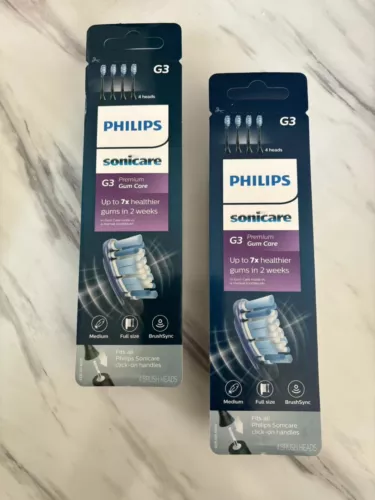 G3
4 heads
PHILIPS
sonicare
G3 Premium
Gum Care
Up to 7x healthier
gums in 2 weeks
Medium Full size BrushSync
Fits all
Philips Sonicare
click-on handles
G3
4 heads
PHILIPS
sonicare
G3 Premium
Gum Care
Up to 7x healthier
gums in 2 weeks
Medium Full size BrushSync
Fits all
Philips Sonicare
click-on handles